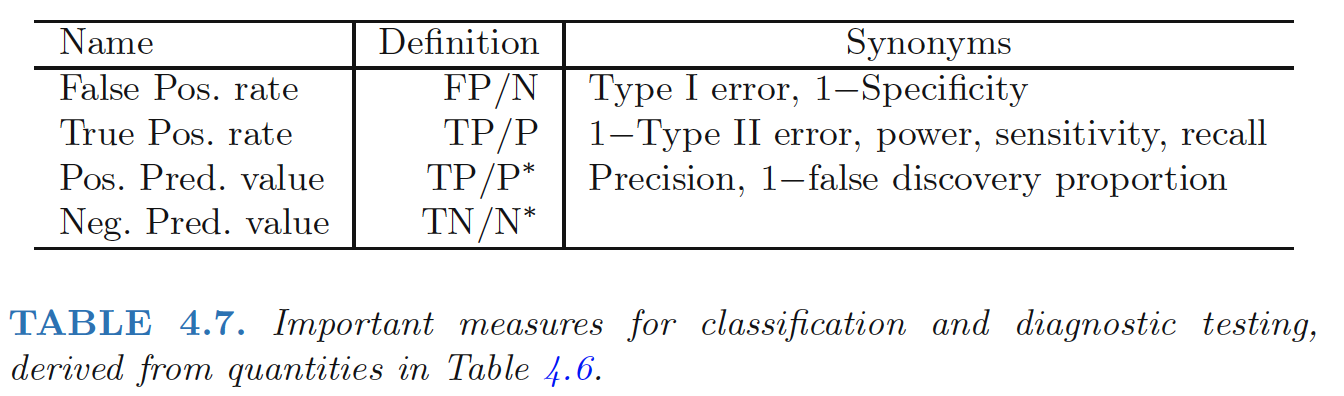 Name Definition Synonyms
False Pos. rate FP/N Type I error, 1−Specificity
True Pos. rate TP/P 1−Type II error, power, sensitivity, recall
Pos. Pred. value TP/P* Precision, 1−false discovery proportion
Neg. Pred. value TN/N*
TABLE 4.7. Important measures for classification and diagnostic testing,
derived from quantities in Table 4.6.